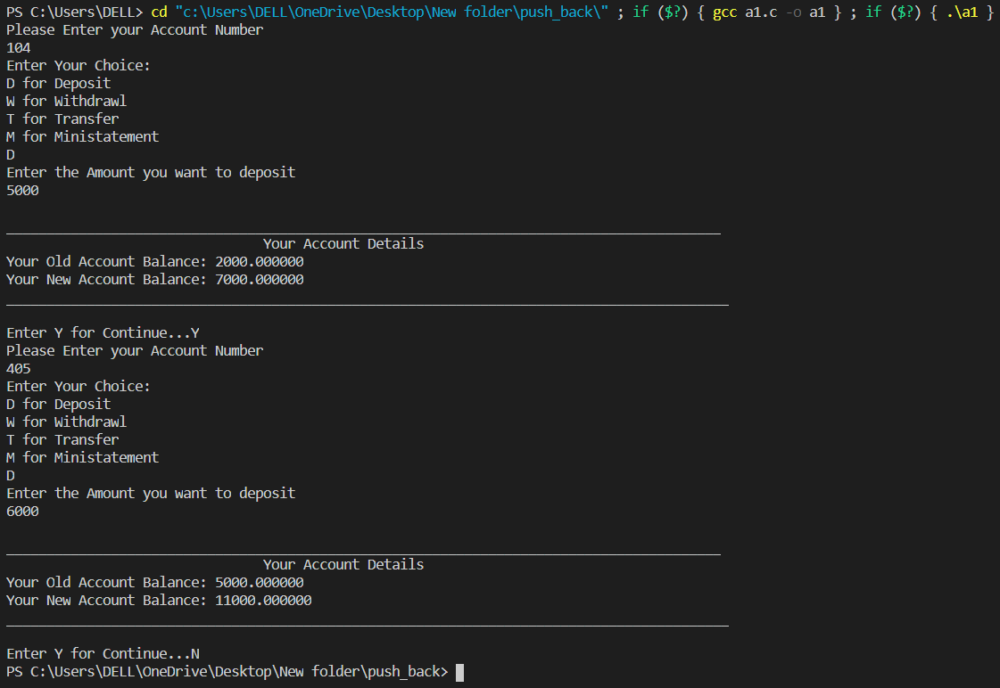 PS C:\Users\DELL> cd "c:\Users\DELL\OneDrive\Desktop\New folder\push_back\" ; if ($?) { gcc a1.c -o a1 } ; if ($?) { .\a1 }
Please Enter your Account Number
104
Enter Your Choice:
D for Deposit
W for Withdrawl
T for Transfer
M for Ministatement
D
Enter the Amount you want to deposit
5000
Your Account Details
Your Old Account Balance: 2000.000000
Your New Account Balance: 7000.000000
Enter Y for Continue...Y
Please Enter your Account Number
405
Enter Your Choice:
D for Deposit
W for Withdrawl
T for Transfer
M for Ministatement
D
Enter the Amount you want to deposit
6000
Your Account Details
Your Old Account Balance: 5000.000000
Your New Account Balance: 11000.000000
Enter Y for Continue...N
PS C:\Users\DELL\OneDrive\Desktop\New folder\push_back>